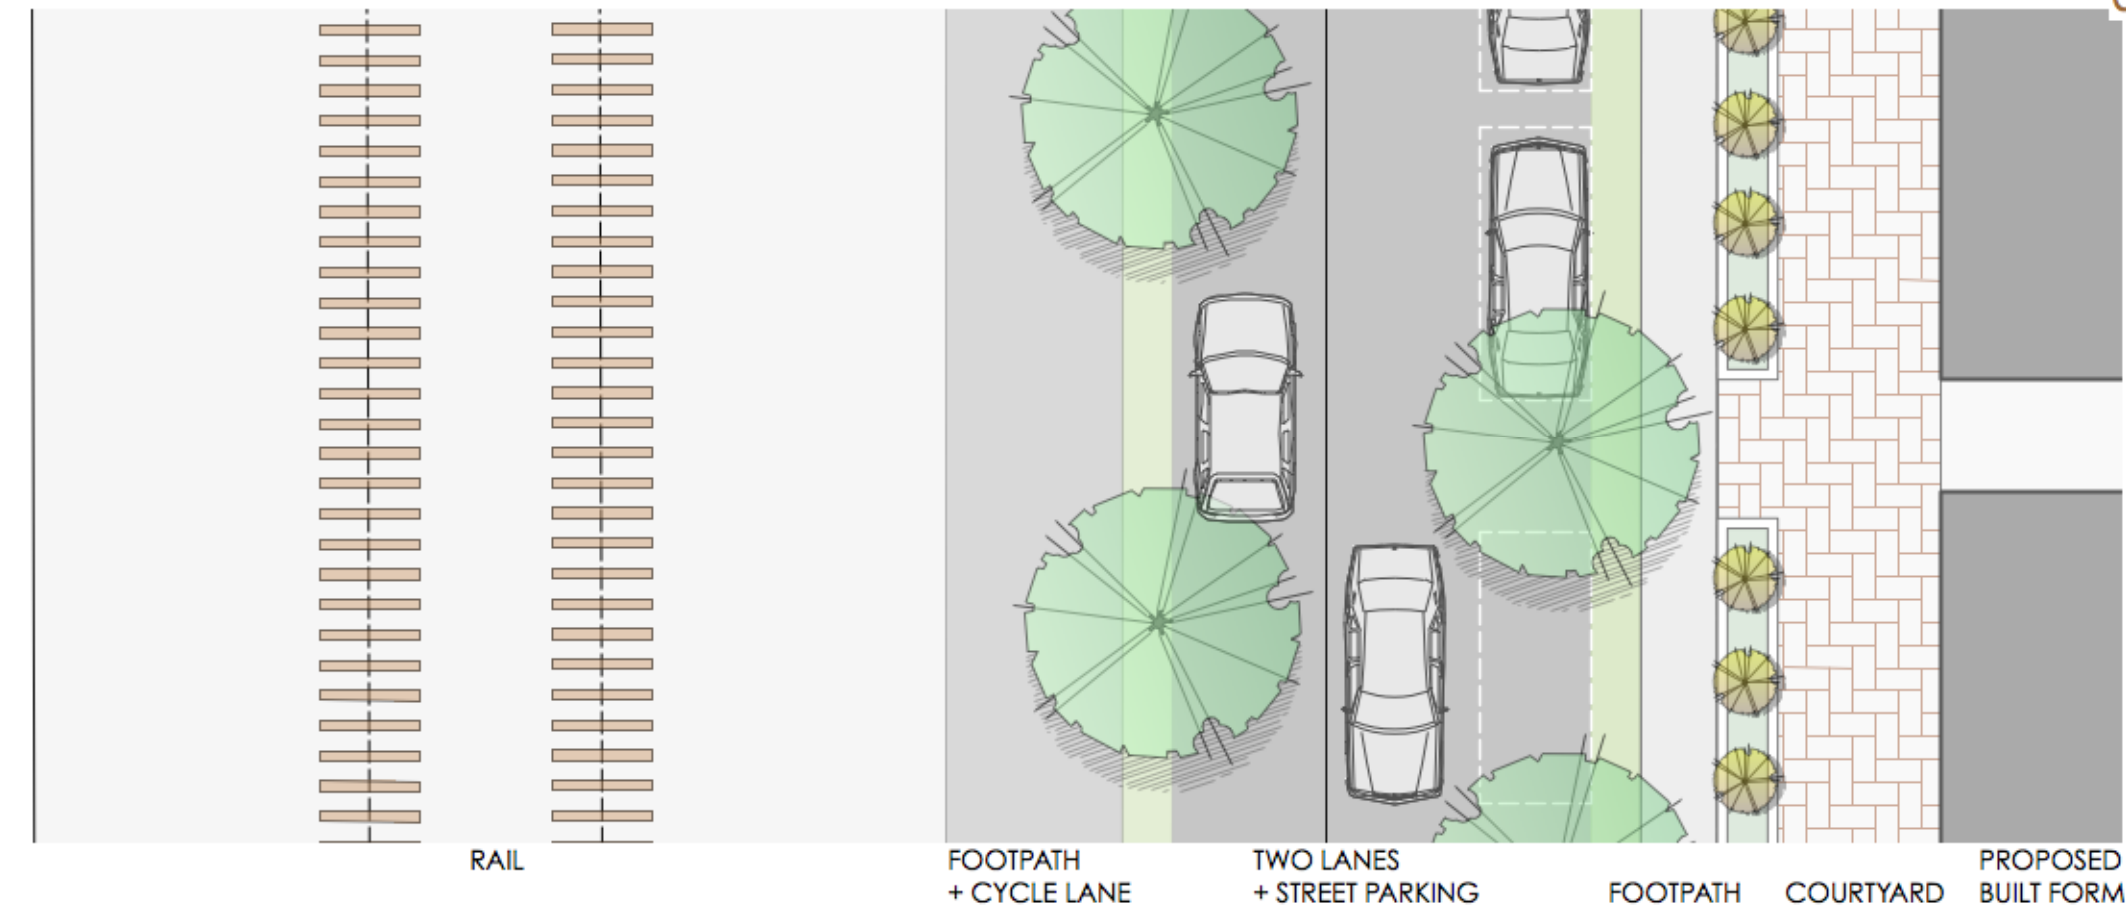 RAIL
FOOTPATH
+ CYCLE LANE
TWO LANES
+ STREET PARKING
FOOTPATH
COURTYARD
PROPOSED
BUILT FORM